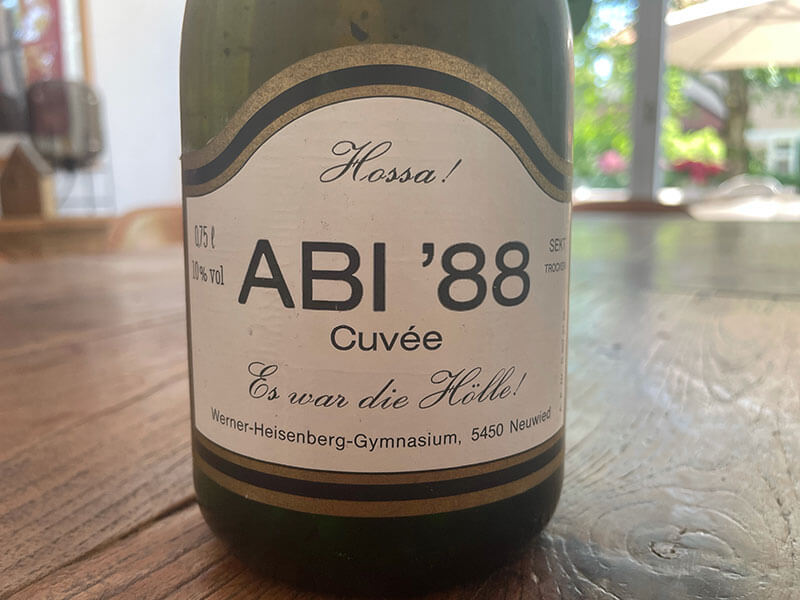 Hossa!
0,75 ℓ
10% vol
SEKT
TROCKEN
ABI '88
Cuvée
Es war die Hölle!
Werner-Heisenberg-Gymnasium, 5450 Neuwied